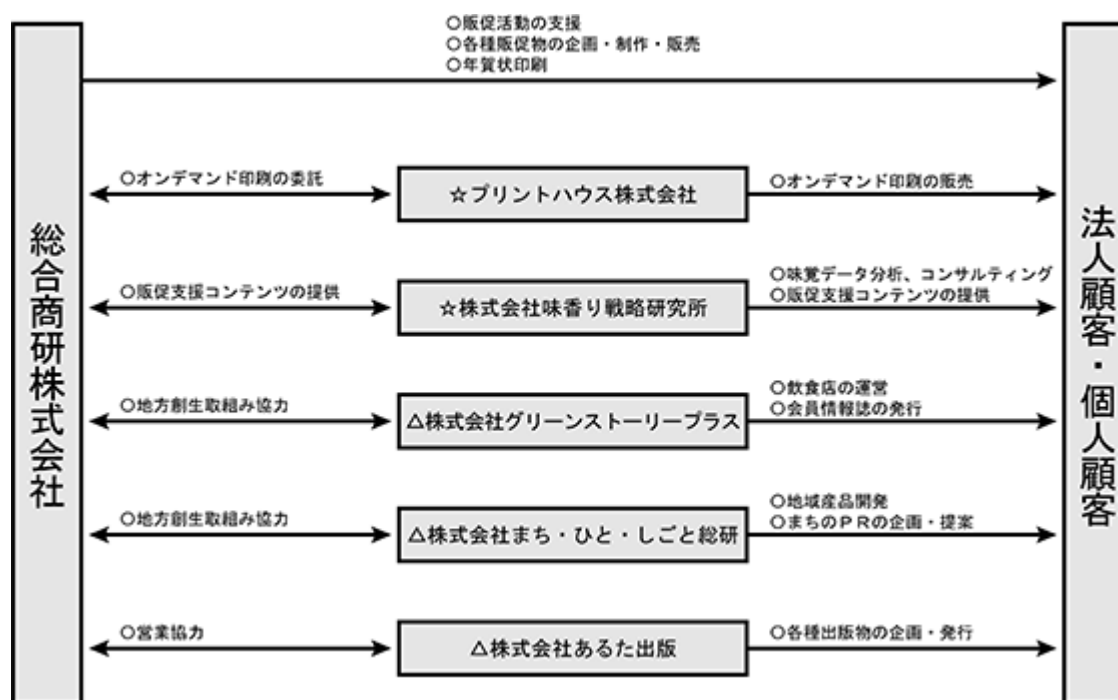 ○販促活動の支援
○各種販促物の企画・制作・販売
○年賀状印刷
総合商研株式会社
法人顧客・個人顧客
○オンデマンド印刷の委託
☆プリントハウス株式会社
○オンデマンド印刷の販売
○販促支援コンテンツの提供
☆株式会社味香り戦略研究所
○味覚データ分析、コンサルティング
○販促支援コンテンツの提供
○地方創生取組み協力
△株式会社グリーンストーリープラス
○飲食店の運営
○会員情報誌の発行
○地方創生取組み協力
△株式会社まち・ひと・しごと総研
○地域産品開発
○まちのPRの企画・提案
○営業協力
△株式会社あるた出版
○各種出版物の企画・発行